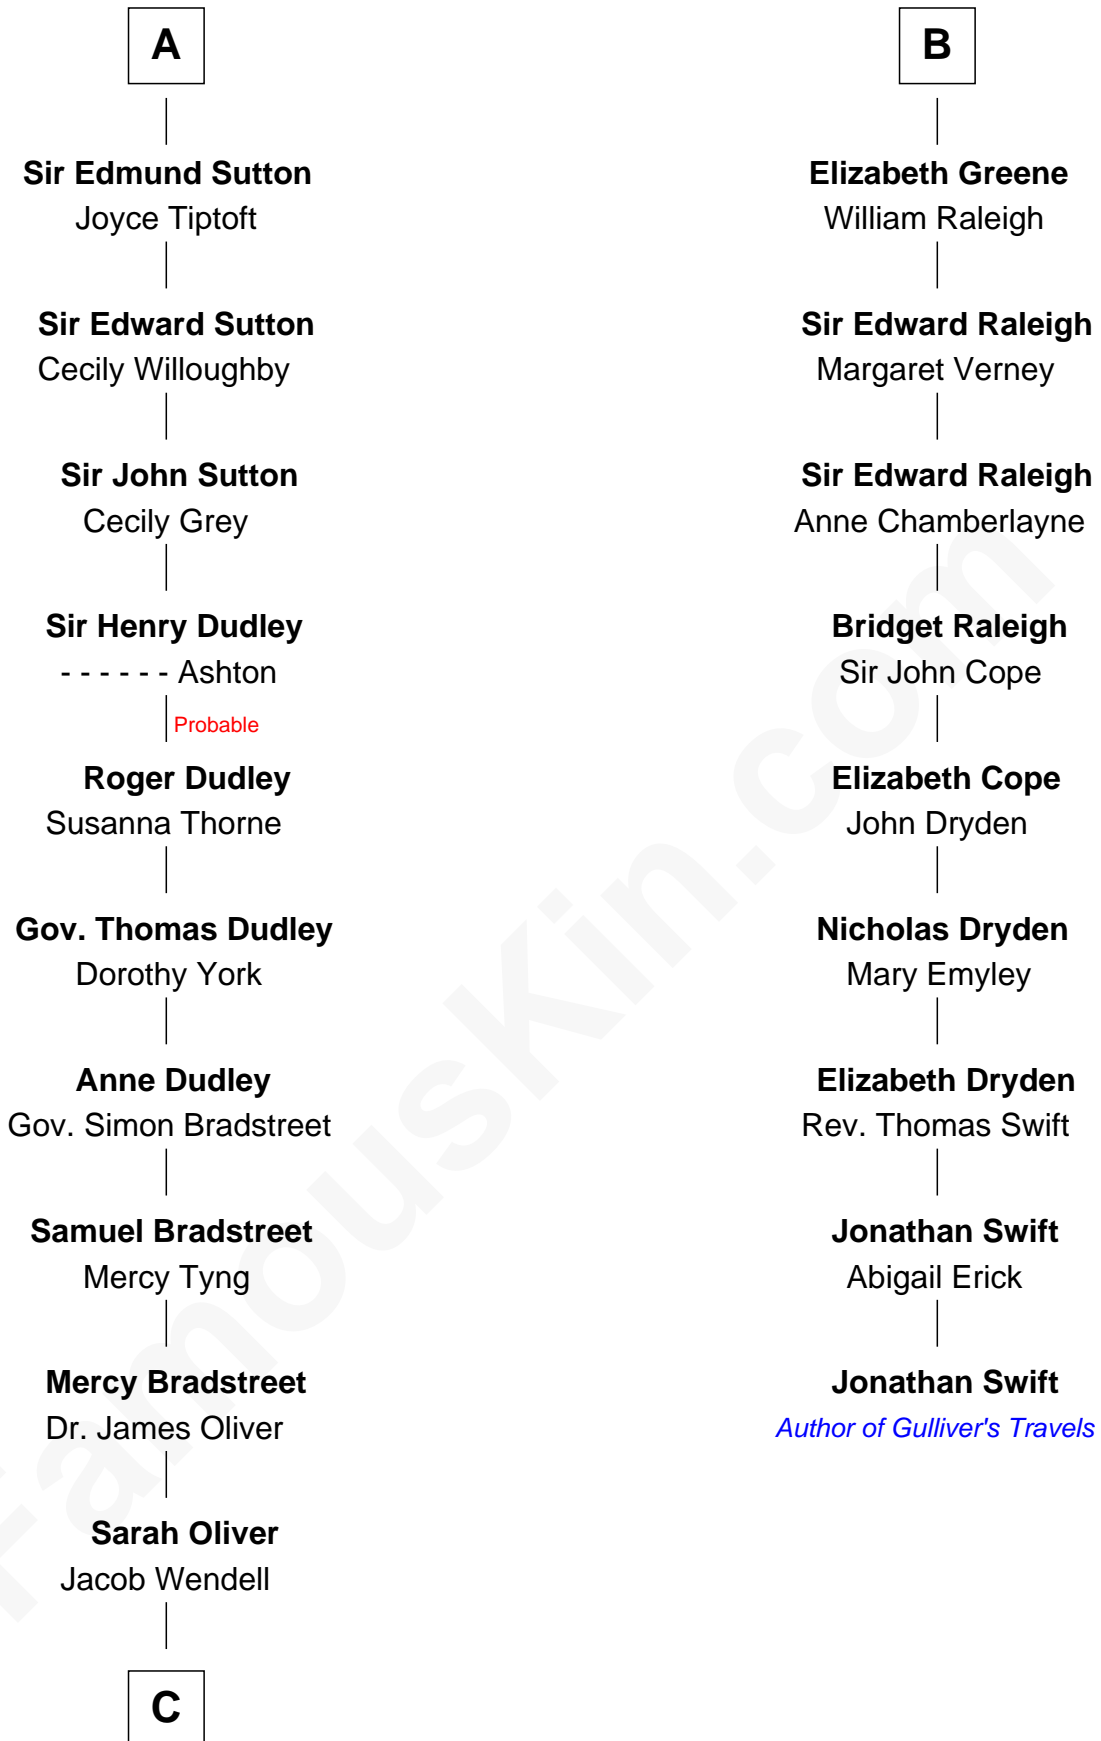 A
Sir Edmund Sutton
Joyce Tiptoft
Sir Edward Sutton
Cecily Willoughby
Sir John Sutton
Cecily Grey
Sir Henry Dudley
- - - - - - Ashton
Probable
Roger Dudley
Susanna Thorne
Gov. Thomas Dudley
Dorothy York
Anne Dudley
Gov. Simon Bradstreet
Samuel Bradstreet
Mercy Tyng
Mercy Bradstreet
Dr. James Oliver
Sarah Oliver
Jacob Wendell
C
B
Elizabeth Greene
William Raleigh
Sir Edward Raleigh
Margaret Verney
Sir Edward Raleigh
Anne Chamberlayne
Bridget Raleigh
Sir John Cope
Elizabeth Cope
John Dryden
Nicholas Dryden
Mary Emyley
Elizabeth Dryden
Rev. Thomas Swift
Jonathan Swift
Abigail Erick
Jonathan Swift
Author of Gulliver's Travels
FamousKin.com